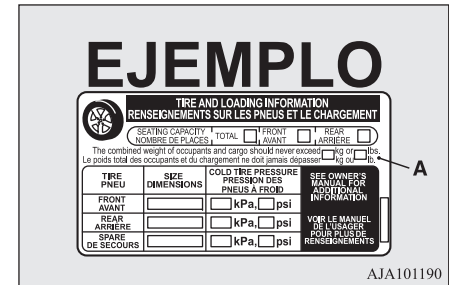 EJEMPLO
TIRE AND LOADING INFORMATION
RENSEIGNEMENTS SUR LES PNEUS ET LE CHARGEMENT
SEATING CAPACITY
NOMBRE DE PLACES
TOTAL
FRONT
AVANT
REAR
ARRIÈRE
The combined weight of occupants and cargo should never exceed kg or lbs.
Le poids total des occupants et du chargement ne doit jamais dépasser kg ou lb.
A
TIRE
PNEU
SIZE
DIMENSIONS
COLD TIRE PRESSURE
PRESSION DES
PNEUS À FROID
SEE OWNER'S
MANUAL FOR
ADDITIONAL
INFORMATION
FRONT
AVANT
kPa, psi
REAR
ARRIÈRE
kPa, psi
SPARE
DE SECOURS
kPa, psi
VOIR LE MANUEL
DE L'USAGER
POUR PLUS DE
RENSEIGNEMENTS
AJA101190